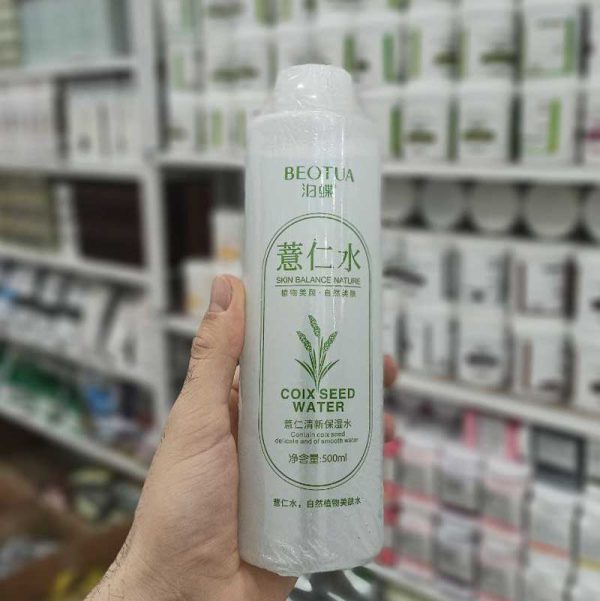 BEOTUA
泊蝶
薏仁水
SKIN BALANCE NATURE
植物美颜·自然美肤
COIX SEED
WATER
薏仁清新保湿水
Contain coix seed
delicate and of smooth water
净含量:500ml
薏仁水，自然植物美肤水